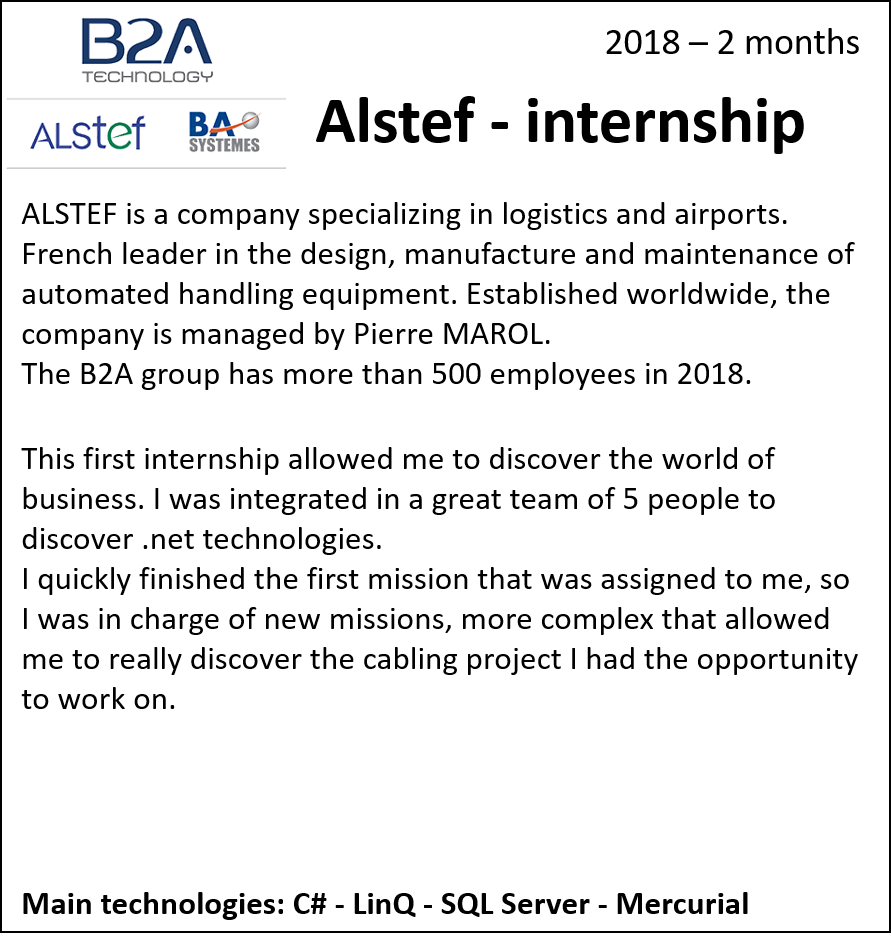 B2A
TECHNOLOGY
2018 – 2 months
ALStef
BA
SYSTEMES
Alstef - internship
ALSTEF is a company specializing in logistics and airports.
French leader in the design, manufacture and maintenance of
automated handling equipment. Established worldwide, the
company is managed by Pierre MAROL.
The B2A group has more than 500 employees in 2018.
This first internship allowed me to discover the world of
business. I was integrated in a great team of 5 people to
discover .net technologies.
I quickly finished the first mission that was assigned to me, so
I was in charge of new missions, more complex that allowed
me to really discover the cabling project I had the opportunity
to work on.
Main technologies: C# - LinQ - SQL Server - Mercurial